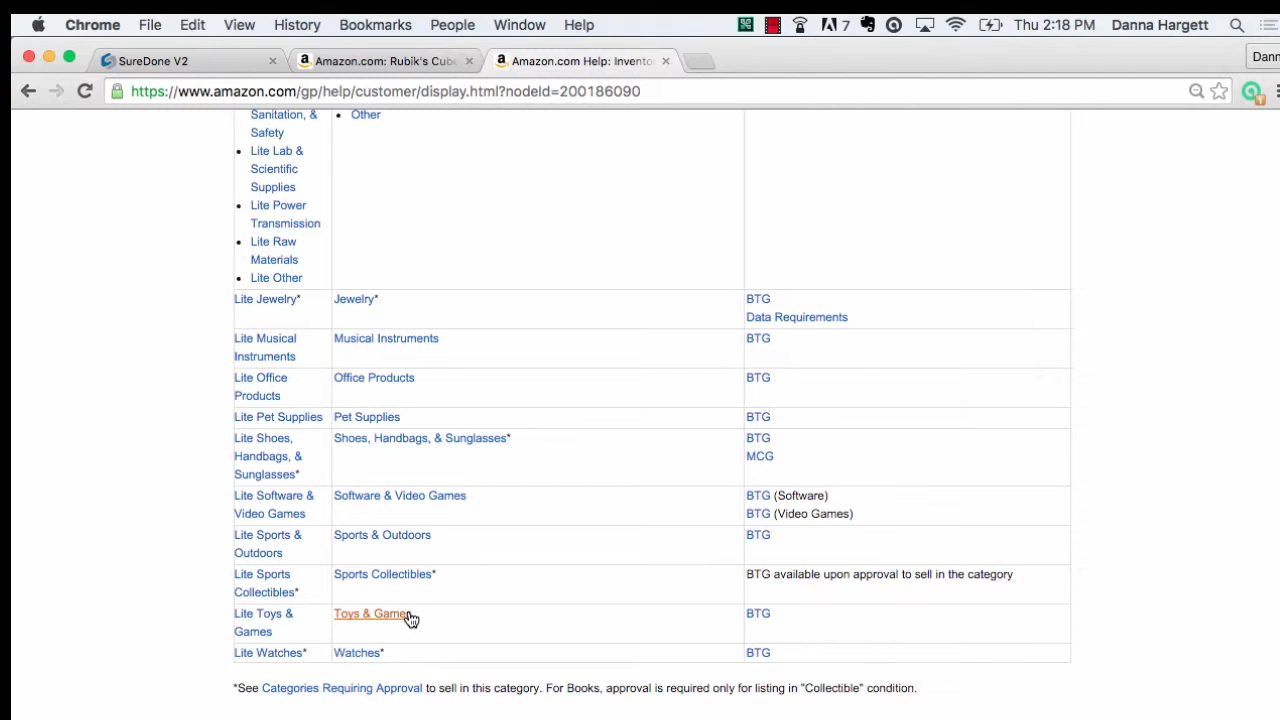 Chrome File Edit View History Bookmarks People Window Help 7 Thu 2:18 PM Danna Hargett
SureDone V2 Amazon.com: Rubik's Cub Amazon.com Help: Invento
https://www.amazon.com/gp/help/customer/display.html?nodeId=200186090
Sanitation, & Safety
Other
Lite Lab &
Scientific
Supplies
Lite Power
Transmission
Lite Raw
Materials
Lite Other
Lite Jewelry* Jewelry* BTG
Data Requirements
Lite Musical Musical Instruments BTG
Instruments
Lite Office Office Products BTG
Products
Lite Pet Supplies Pet Supplies BTG
Lite Shoes, Shoes, Handbags, & Sunglasses* BTG
Handbags, & MCG
Sunglasses*
Lite Software & Software & Video Games BTG (Software)
Video Games BTG (Video Games)
Lite Sports & Sports & Outdoors BTG
Outdoors
Lite Sports Sports Collectibles* BTG available upon approval to sell in the category
Collectibles*
Lite Toys & Toys & Game BTG
Games
Lite Watches* Watches* BTG
*See Categories Requiring Approval to sell in this category. For Books, approval is required only for listing in "Collectible" condition.